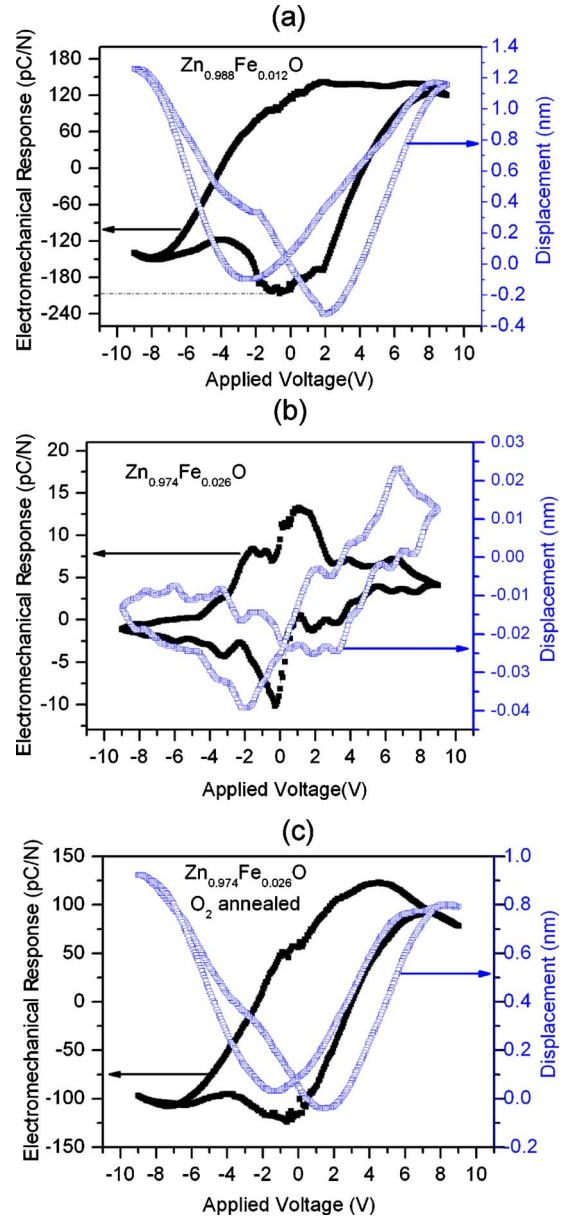 (a)
Zn0.988Fe0.012O
Electromechanical Response (pC/N)
180
120
60
0
-60
-120
-180
-240
1.2
1.0
0.8
0.6
0.4
0.2
0.0
-0.2
-0.4
Displacement (nm)
-10 -8 -6 -4 -2 0 2 4 6 8 10
Applied Voltage(V)
(b)
Zn0.974Fe0.026O
Electromechanical Response (pC/N)
20
15
10
5
0
-5
-10
0.03
0.02
0.01
0.00
-0.01
-0.02
-0.03
-0.04
Displacement (nm)
-10 -8 -6 -4 -2 0 2 4 6 8 10
Applied Voltage(V)
(c)
Zn0.974Fe0.026O
O2 annealed
Electromechanical Response (pC/N)
150
100
50
0
-50
-100
-150
1.0
0.8
0.6
0.4
0.2
0.0
-0.2
Displacement (nm)
-10 -8 -6 -4 -2 0 2 4 6 8 10
Applied Voltage (V)